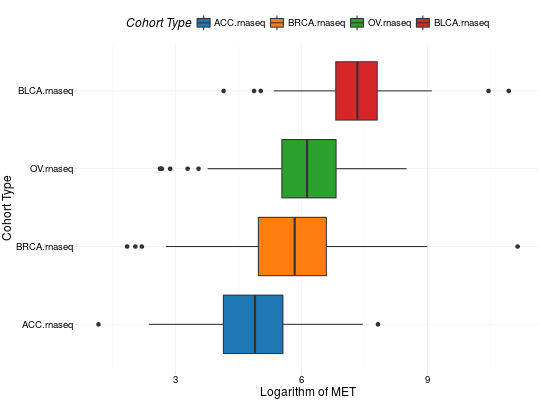 Cohort Type ACC.rnaseq BRCA.rnaseq OV.rnaseq BLCA.rnaseq
BLCA.rnaseq
OV.rnaseq
BRCA.rnaseq
ACC.rnaseq
Cohort Type
3 6 9
Logarithm of MET